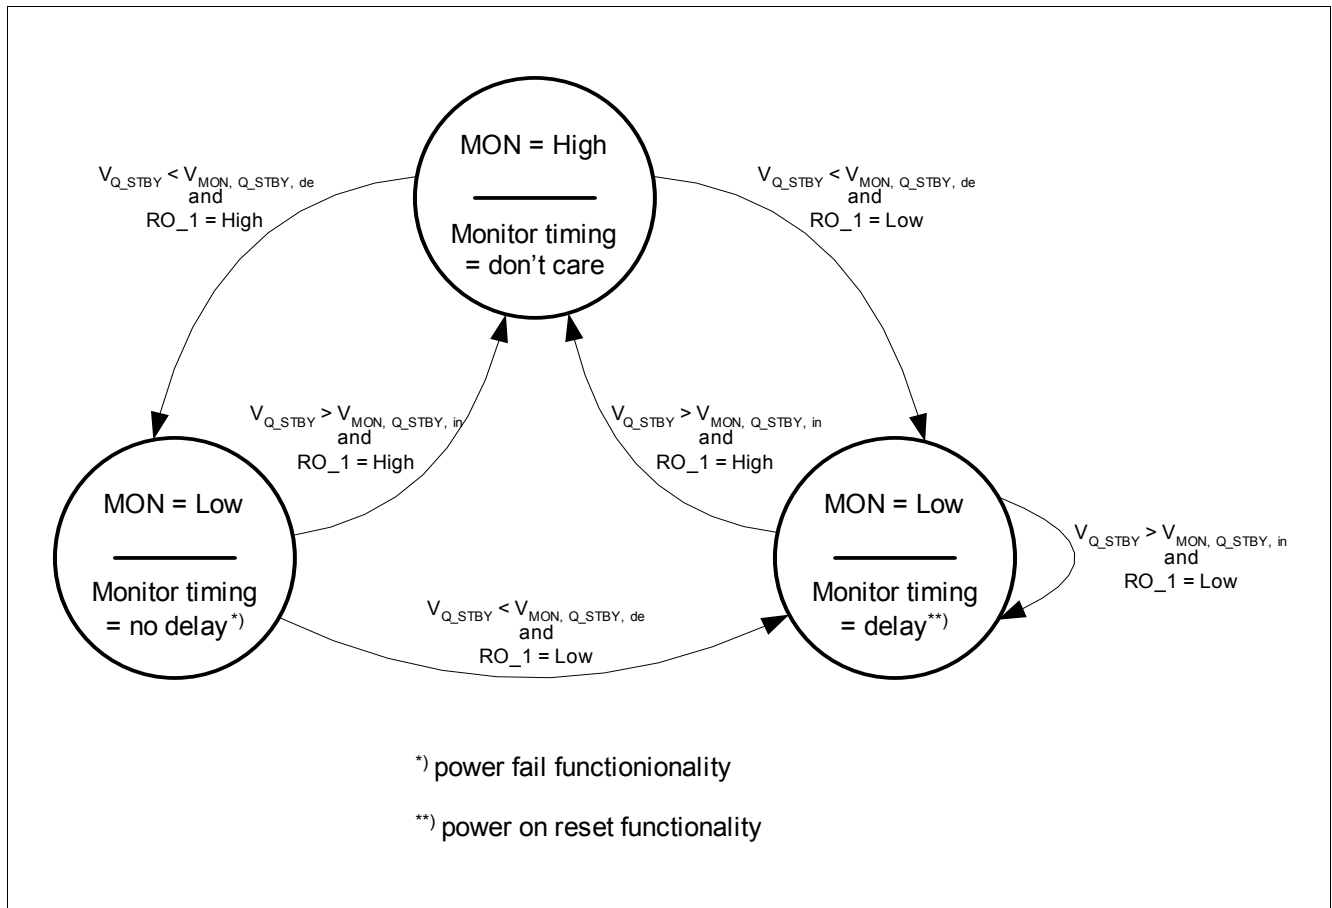 MON = High
Monitor timing
= don't care
V_Q_STBY < V_MON, Q_STBY, de
and
RO_1 = High
V_Q_STBY < V_MON, Q_STBY, de
and
RO_1 = Low
V_Q_STBY > V_MON, Q_STBY, in
and
RO_1 = High
V_Q_STBY > V_MON, Q_STBY, in
and
RO_1 = High
MON = Low
Monitor timing
= no delay*)
MON = Low
Monitor timing
= delay**)
V_Q_STBY > V_MON, Q_STBY, in
and
RO_1 = Low
V_Q_STBY < V_MON, Q_STBY, de
and
RO_1 = Low
*) power fail functionionality
**) power on reset functionality